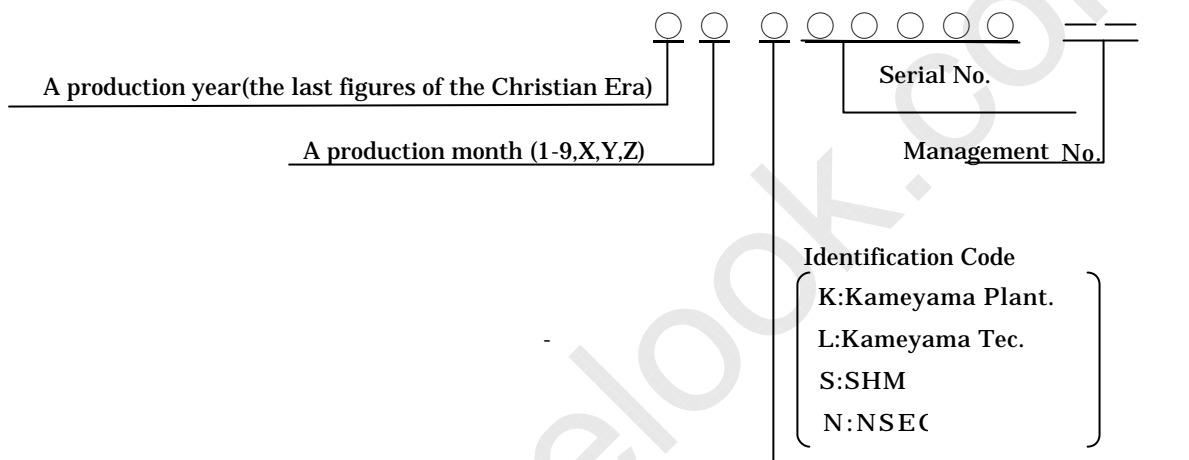 ○○ ○○○○○○ ――
A production year(the last figures of the Christian Era)
Serial No.
A production month (1-9,X,Y,Z)
Management No.
Identification Code
K:Kameyama Plant.
L:Kameyama Tec.
S:SHM
-
N:NSEC